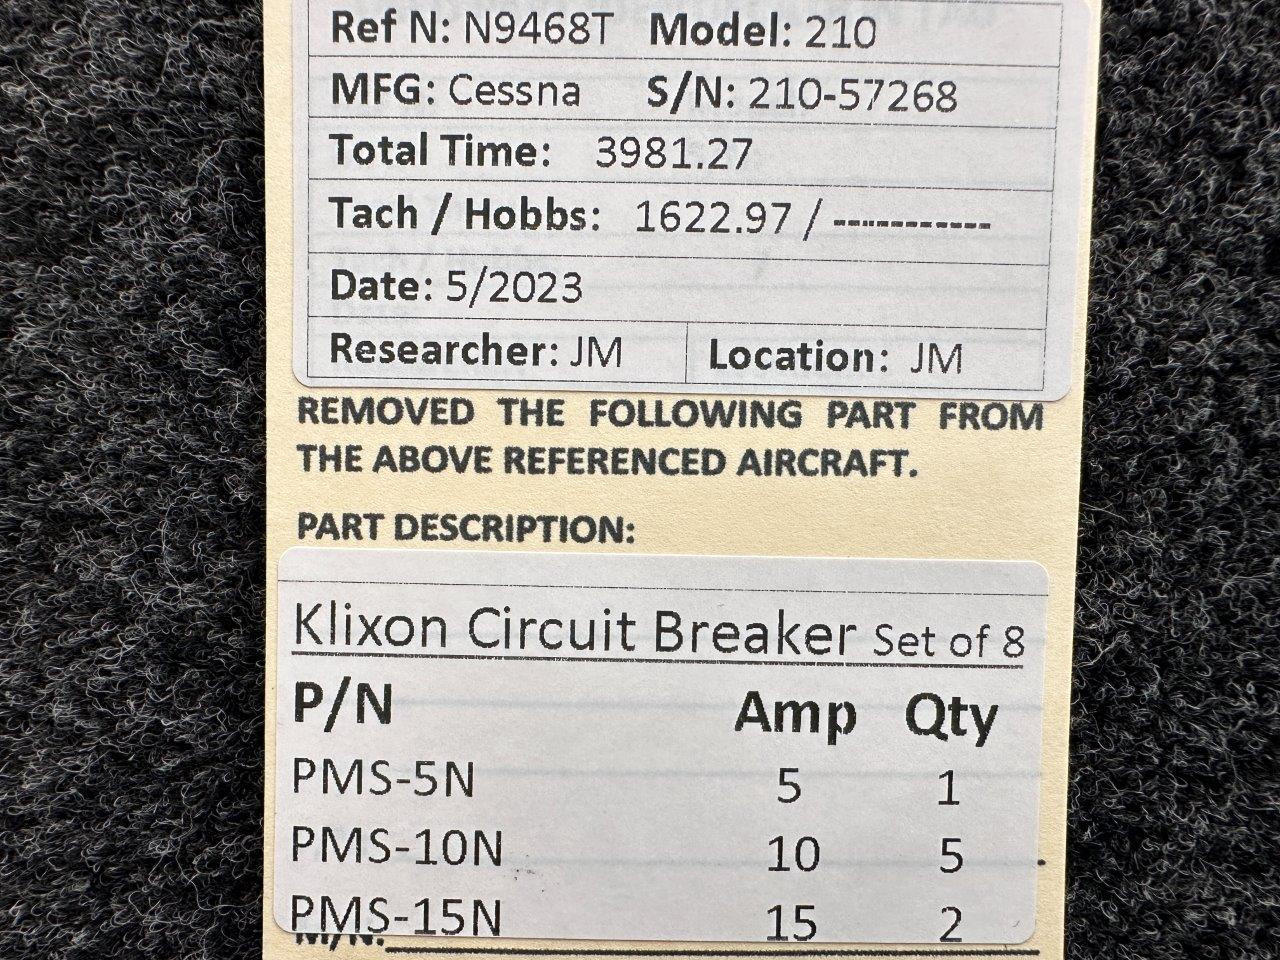 Ref N: N9468T Model: 210
MFG: Cessna S/N: 210-57268
Total Time: 3981.27
Tach / Hobbs: 1622.97 / ------------
Date: 5/2023
Researcher: JM Location: JM
REMOVED THE FOLLOWING PART FROM
THE ABOVE REFERENCED AIRCRAFT.
PART DESCRIPTION:
Klixon Circuit Breaker Set of 8
P/N Amp Qty
PMS-5N 5 1
PMS-10N 10 5
PMS-15N 15 2